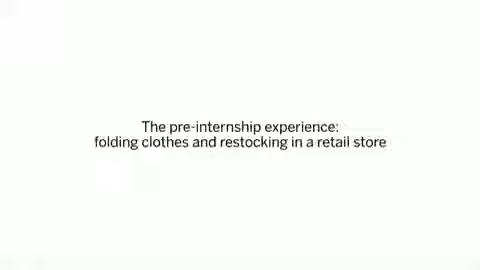 The pre-internship experience:
folding clothes and restocking in a retail store